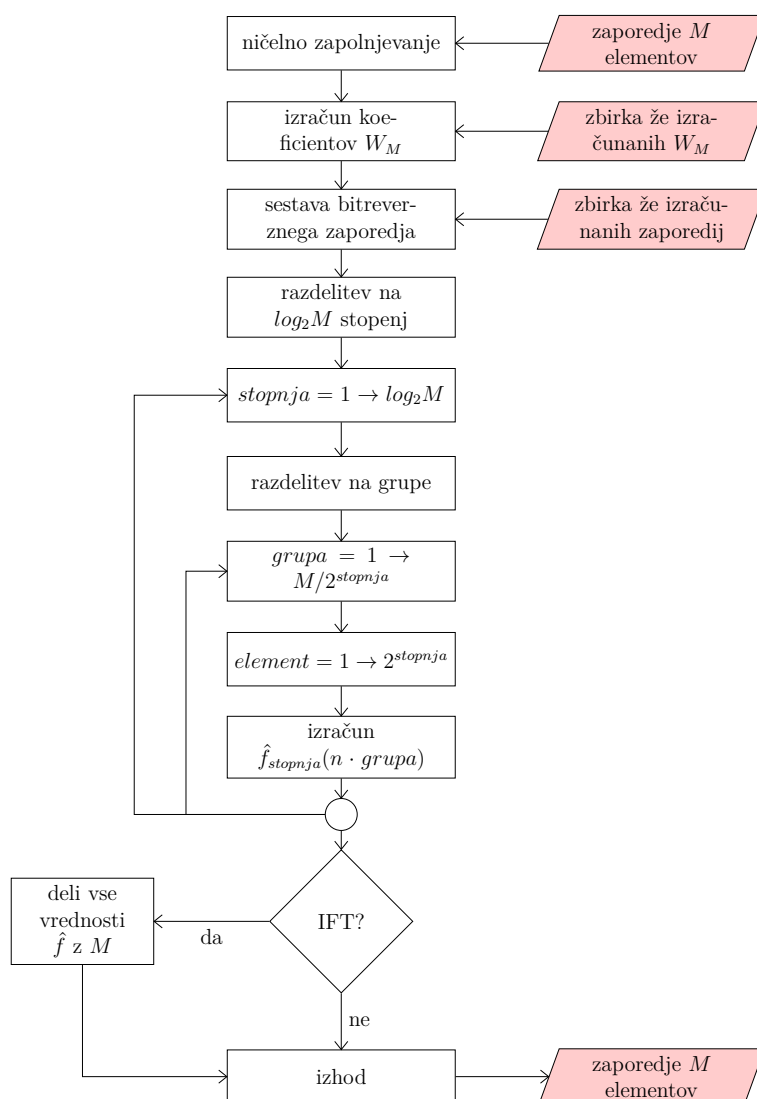 ničelno zapolnjevanje
zaporedje M
elementov
izračun koe-
ficientov W_M
zbirka že izra-
čunanih W_M
sestava bitrever-
znega zaporedja
zbirka že izraču-
nanih zaporedij
razdelitev na
log₂M stopenj
stopnja = 1 → log₂M
razdelitev na grupe
grupa = 1 →
M/2^{stopnja}
element = 1 → 2^{stopnja}
izračun
f̂_{stopnja}(n · grupa)
IFT?
da
deli vse
vrednosti
f̂ z M
ne
izhod
zaporedje M
elementov